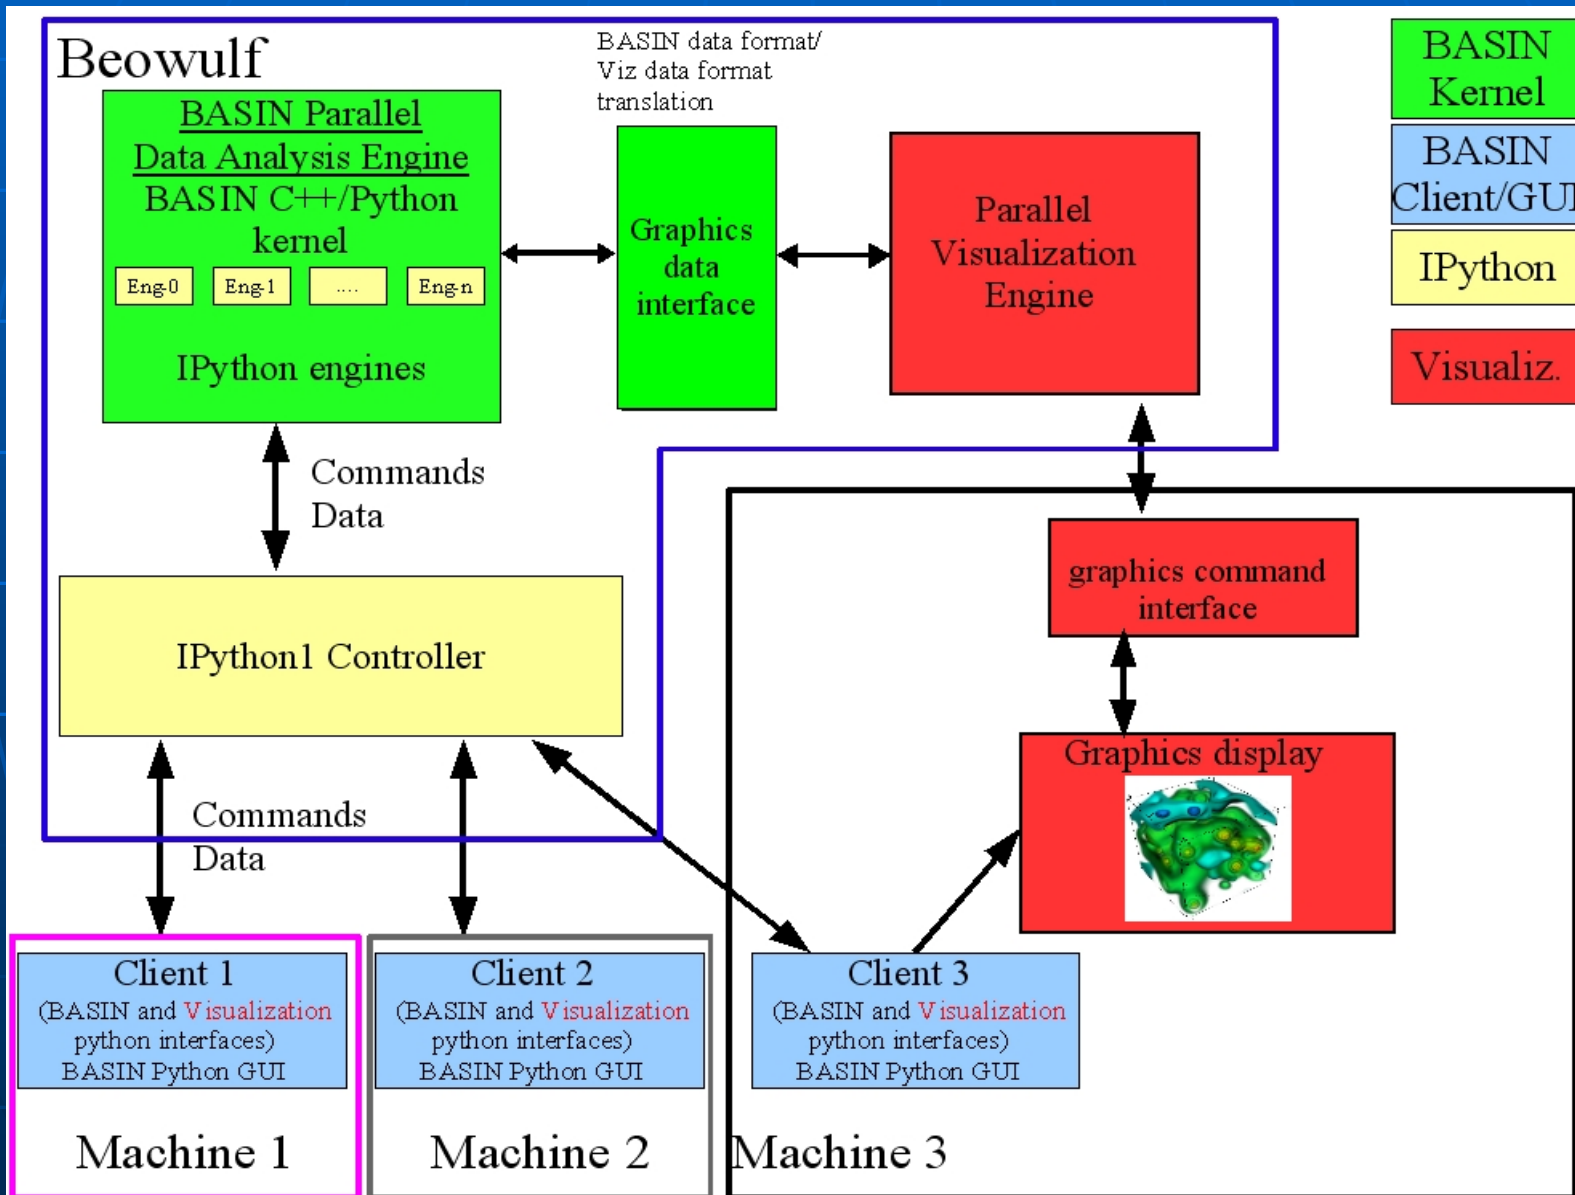 Beowulf
BASIN data format/
Viz data format
translation
BASIN Parallel
Data Analysis Engine
BASIN C++/Python
kernel
Eng-0
Eng-1
....
Eng-n
IPython engines
Graphics
data
interface
Parallel
Visualization
Engine
BASIN
Kernel
BASIN
Client/GUI
IPython
Visualiz.
Commands
Data
graphics command
interface
IPython1 Controller
Graphics display
Commands
Data
Client 1
(BASIN and Visualization
python interfaces)
BASIN Python GUI
Machine 1
Client 2
(BASIN and Visualization
python interfaces)
BASIN Python GUI
Machine 2
Client 3
(BASIN and Visualization
python interfaces)
BASIN Python GUI
Machine 3